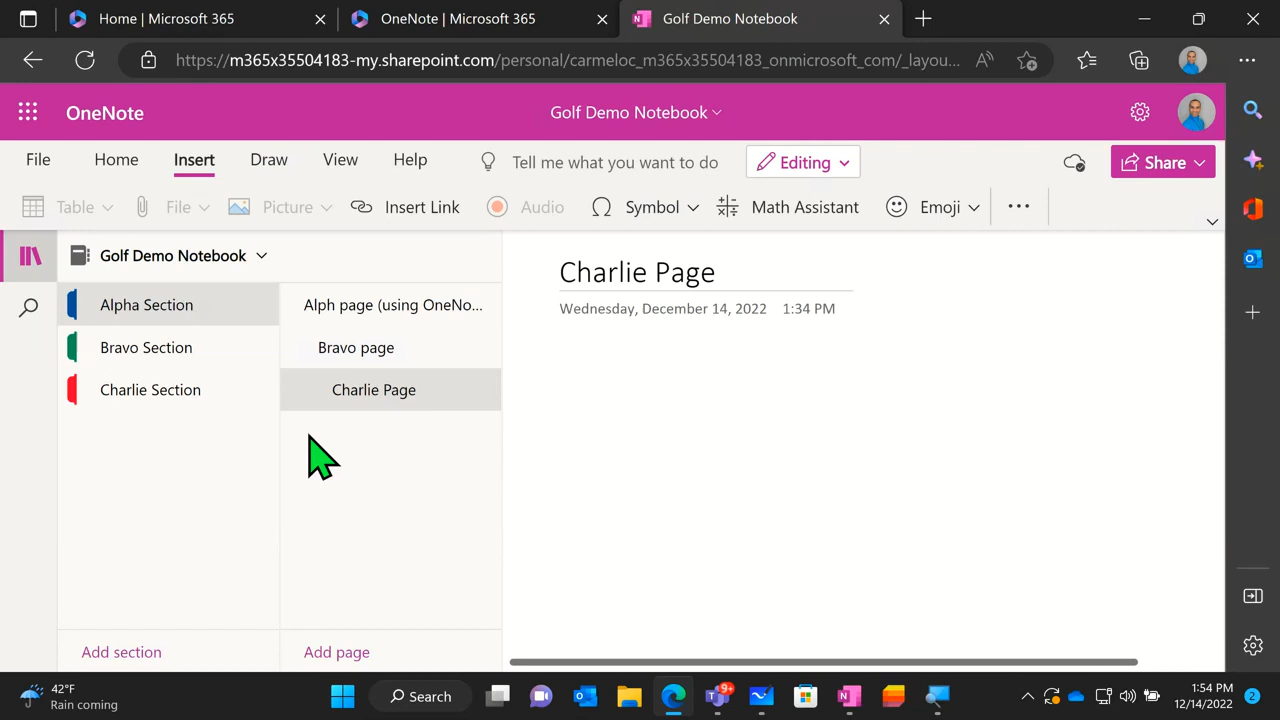 Home | Microsoft 365
OneNote | Microsoft 365
Golf Demo Notebook
https://m365x35504183-my.sharepoint.com/personal/carmeloc_m365x35504183_onmicrosoft_com/_layou...
OneNote
Golf Demo Notebook
File Home Insert Draw View Help Tell me what you want to do Editing Share
Table File Picture Insert Link Audio Symbol Math Assistant Emoji
Golf Demo Notebook
Alpha Section
Bravo Section
Charlie Section
Add section
Alph page (using OneNo...
Bravo page
Charlie Page
Add page
Charlie Page
Wednesday, December 14, 2022 1:34 PM
42°F
Rain coming
Search
9+
1:54 PM
12/14/2022
2